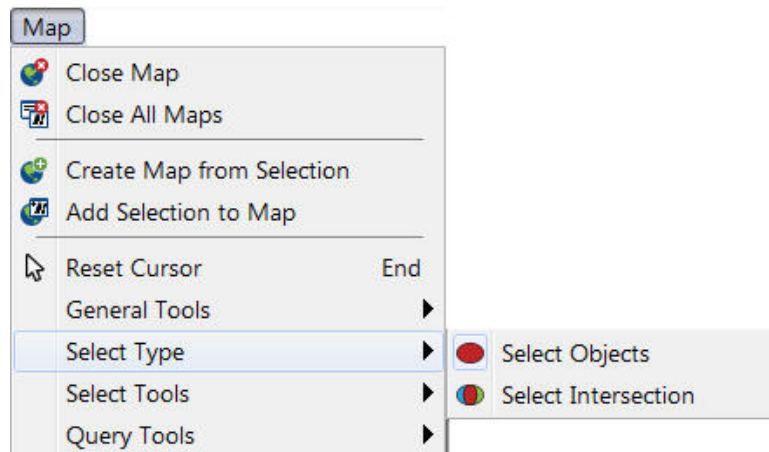 Map
Close Map
Close All Maps
Create Map from Selection
Add Selection to Map
Reset Cursor End
General Tools
Select Type
Select Objects
Select Tools
Select Intersection
Query Tools